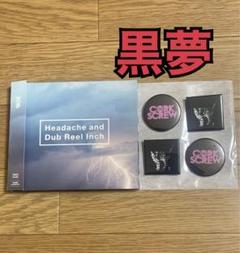 黒夢
Headache and
Dub Reel Inch
CORK
SCREW
CORK
SCREW